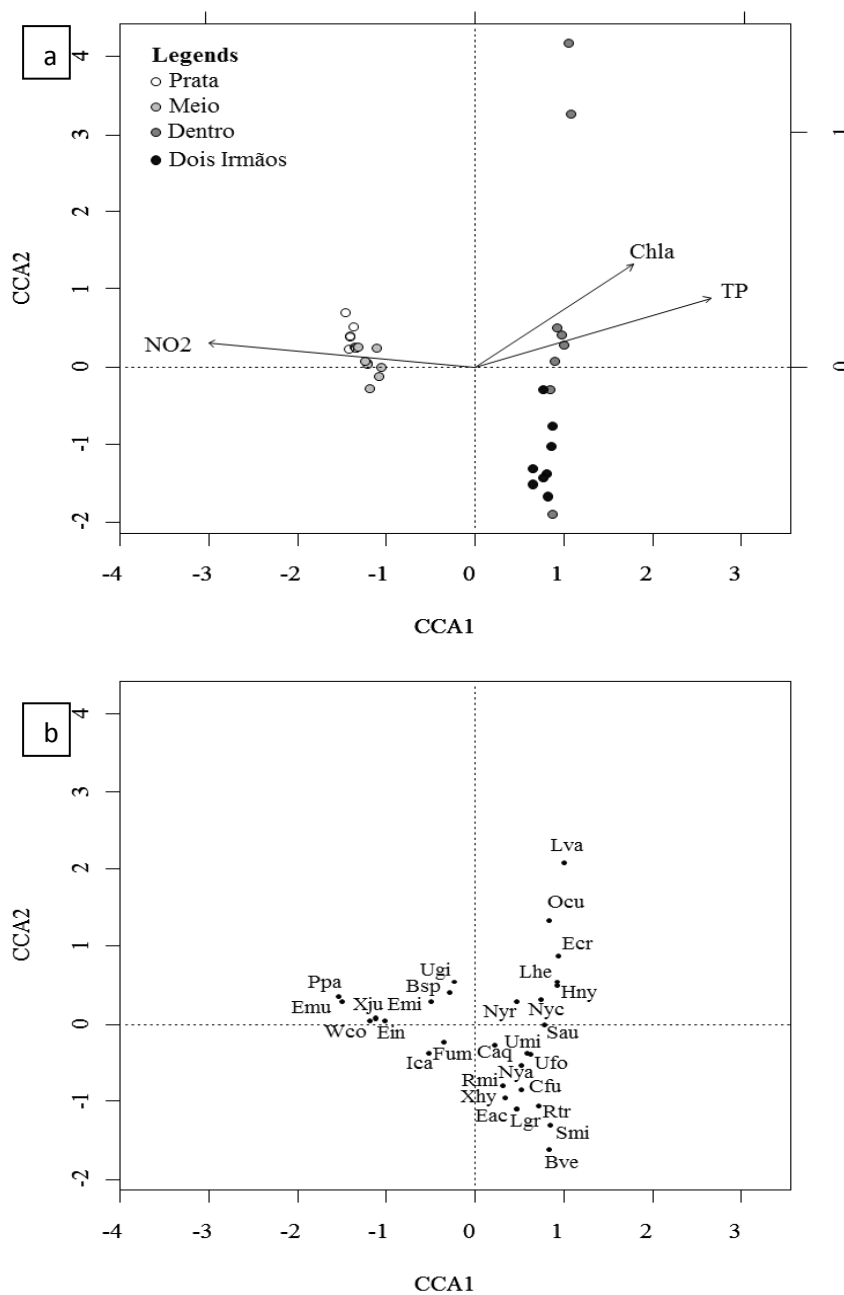 a
Legends
Prata
Meio
Dentro
Dois Irmãos
4
3
2
1
0
-1
-2
CCA2
1
0
Chla
TP
NO2
-4 -3 -2 -1 0 1 2 3
CCA1
b
4
3
2
1
0
-1
-2
CCA2
Lva
Ocu
Ecr
Ugi Lhe
Ppa Bsp Hny
Emu Xju Emi Nyr Nyc
Wco Ein Sau
Umi
Ica Fum Caq Ufo
Nya
Rmi Cfu
Xhy
Eac Lgr Rtr
Smi
Bve
-4 -3 -2 -1 0 1 2 3
CCA1